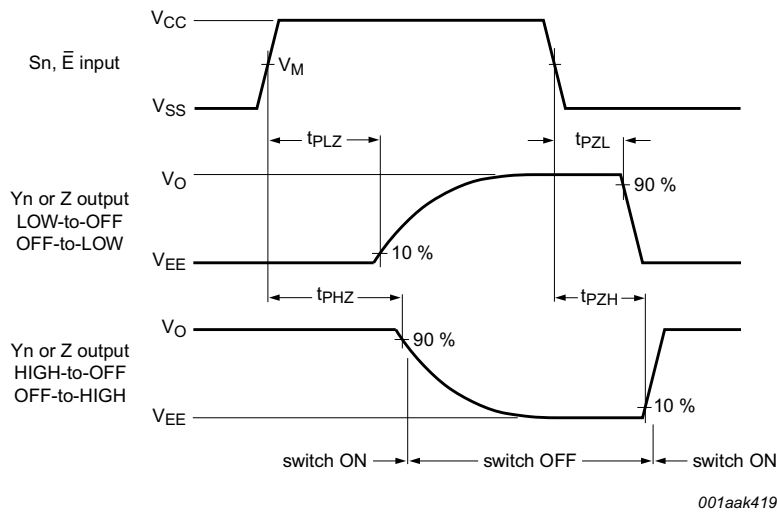 VCC
Sn, E̅ input
VM
VSS
tPLZ
tPZL
VO
Yn or Z output
LOW-to-OFF
OFF-to-LOW
90 %
10 %
VEE
tPHZ
tPZH
VO
Yn or Z output
HIGH-to-OFF
OFF-to-HIGH
90 %
10 %
VEE
switch ON
switch OFF
switch ON
001aak419